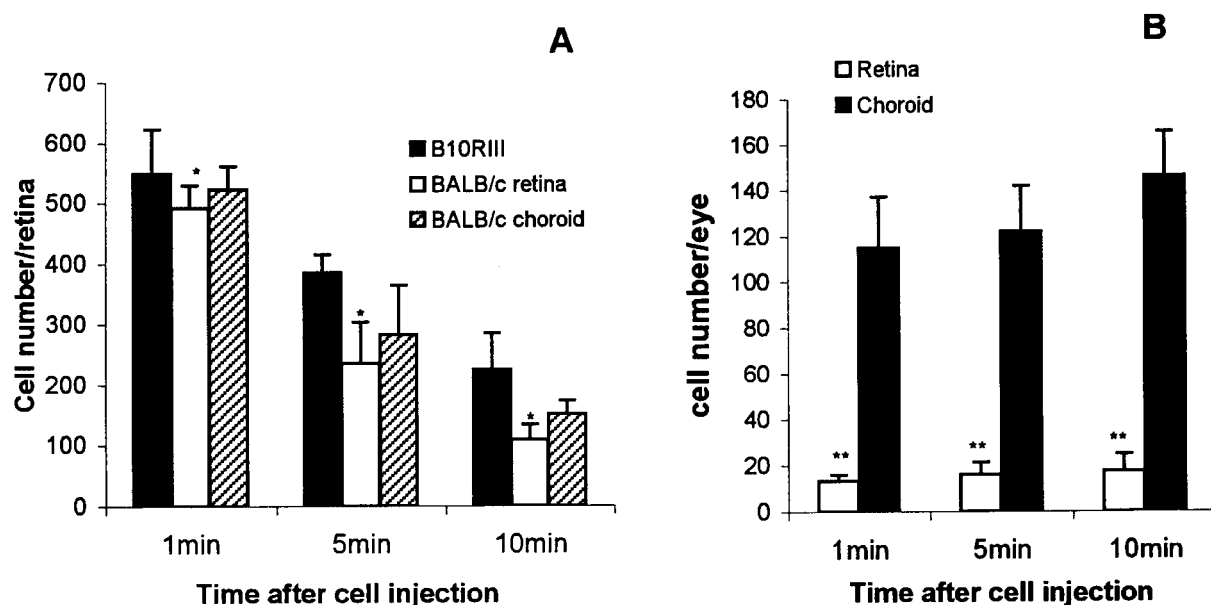 A
700
600
500
400
300
200
100
0
Cell number/retina
*
*
*
B10RIII
BALB/c retina
BALB/c choroid
1min 5min 10min
Time after cell injection
B
Retina
Choroid
180
160
140
120
100
80
60
40
20
0
cell number/eye
**
**
**
1min 5min 10min
Time after cell injection